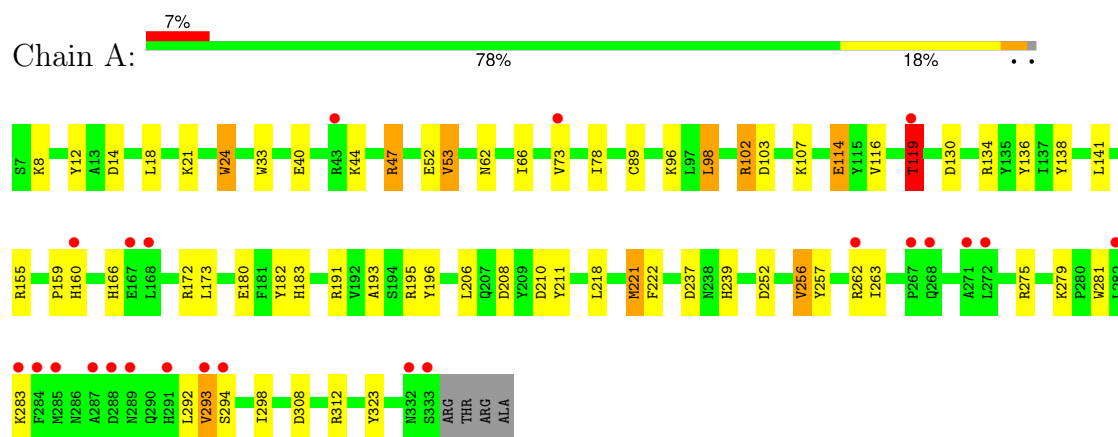 7%
Chain A:
78% 18% • •
S7 K8 Y12 A13 D14 L18 K21 W24 W33 E40 R43 K44 R47 E52 V53 N62 I66 V73 I78 C89 K96 L97 L98 R102 D103 K107 E114 Y115 V116 T119 D130 R134 Y135 Y136 I137 Y138 L141
R155 P159 H160 H166 E167 L168 R172 L173 E180 F181 Y182 H183 R191 V192 A193 S194 R195 Y196 L206 Q207 D208 Y209 D210 Y211 L218 M221 F222 D237 N238 H239 D252 V256 Y257 R262 I263 P267 Q268 A271 L272 R275 K279 P280 W281
K283 F284 M285 N286 A287 D288 N289 Q290 H291 L292 V293 S294 I298 D308 R312 Y323 N332 S333 ARG THR ARG ALA